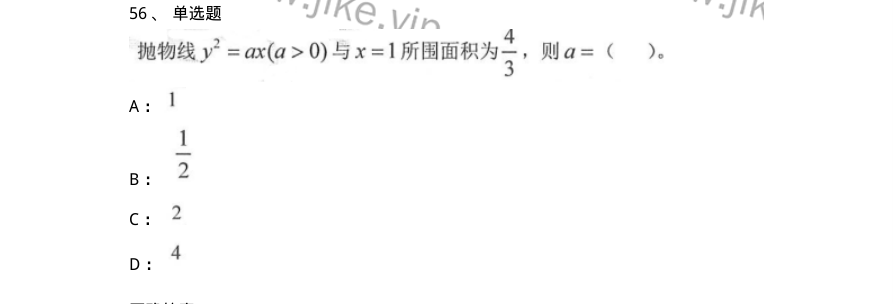 56、 单选题
抛物线 y² = ax(a > 0) 与 x = 1 所围面积为 4/3，则 a = （ ）。
A： 1
B： 1/2
C： 2
D： 4